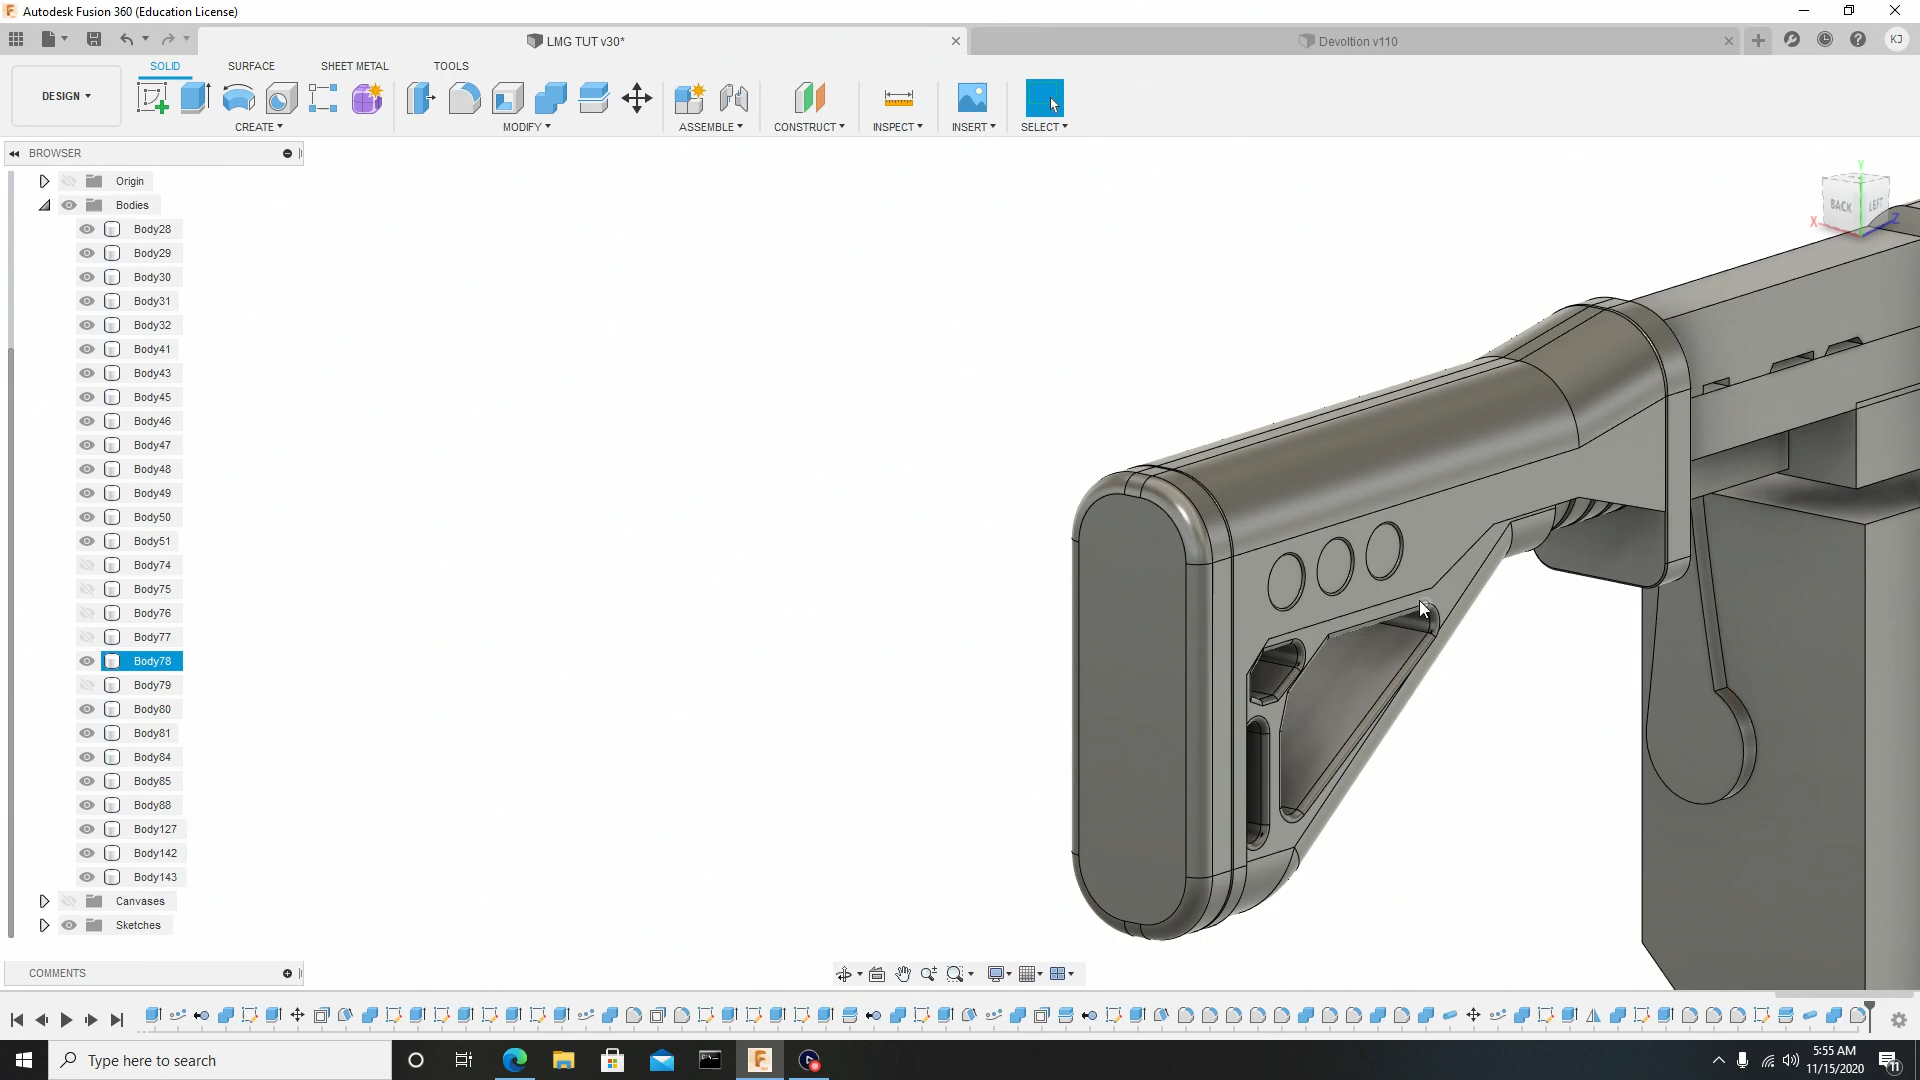 Autodesk Fusion 360 (Education License)
LMG TUT v30*
Devoltion v110
KJ
SOLID
SURFACE
SHEET METAL
TOOLS
DESIGN
CREATE
MODIFY
ASSEMBLE
CONSTRUCT
INSPECT
INSERT
SELECT
BROWSER
Origin
Bodies
Body28
Body29
Body30
Body31
Body32
Body41
Body43
Body45
Body46
Body47
Body48
Body49
Body50
Body51
Body74
Body75
Body76
Body77
Body78
Body79
Body80
Body81
Body84
Body85
Body88
Body127
Body142
Body143
Canvases
Sketches
Y
BACK
LEFT
X
Z
COMMENTS
Type here to search
5:55 AM
11/15/2020
11